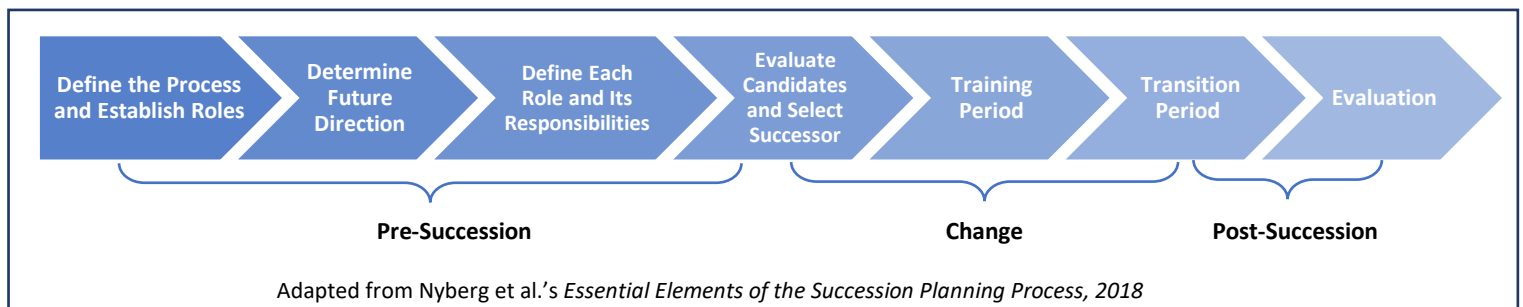 Define the Process
and Establish Roles
Determine
Future
Direction
Define Each
Role and Its
Responsibilities
Evaluate
Candidates
and Select
Successor
Training
Period
Transition
Period
Evaluation
Pre-Succession
Change
Post-Succession
Adapted from Nyberg et al.’s Essential Elements of the Succession Planning Process, 2018